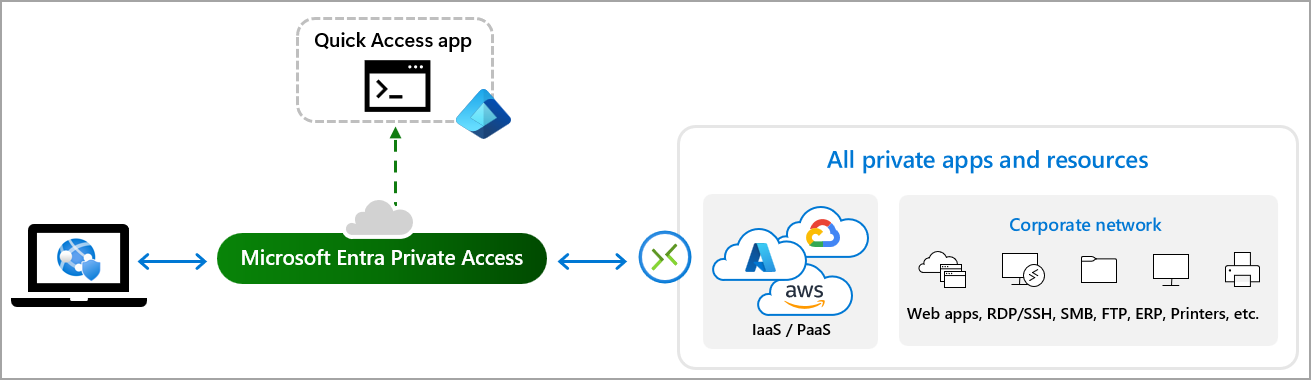 Quick Access app
Microsoft Entra Private Access
All private apps and resources
aws
IaaS / PaaS
Corporate network
Web apps, RDP/SSH, SMB, FTP, ERP, Printers, etc.